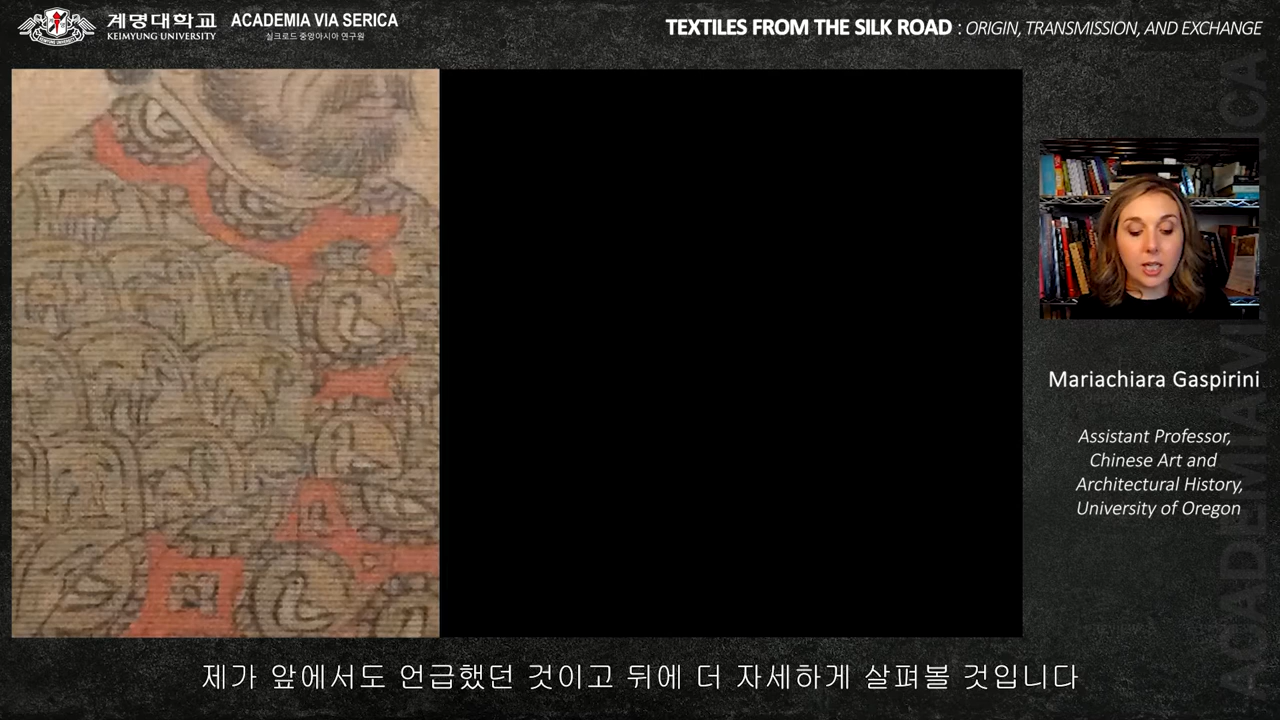 계명대학교
KEIMYUNG UNIVERSITY
ACADEMIA VIA SERICA
실크로드 중앙아시아 연구원
TEXTILES FROM THE SILK ROAD : ORIGIN, TRANSMISSION, AND EXCHANGE
Mariachiara Gaspirini
Assistant Professor,
Chinese Art and
Architectural History,
University of Oregon
제가 앞에서도 언급했던 것이고 뒤에 더 자세하게 살펴볼 것입니다
ACADEMIA VIA SERICA